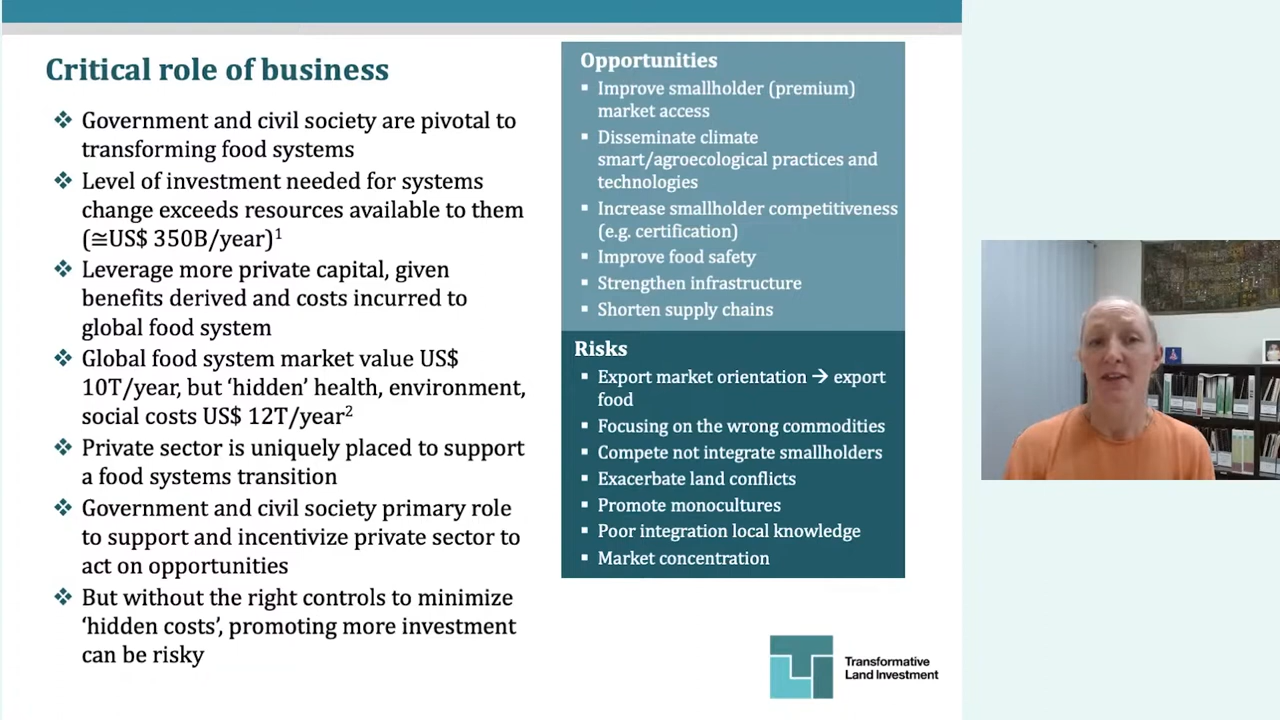 Critical role of business
❖ Government and civil society are pivotal to
transforming food systems
❖ Level of investment needed for systems
change exceeds resources available to them
(≅US$ 350B/year)¹
❖ Leverage more private capital, given
benefits derived and costs incurred to
global food system
❖ Global food system market value US$
10T/year, but ‘hidden’ health, environment,
social costs US$ 12T/year²
❖ Private sector is uniquely placed to support
a food systems transition
❖ Government and civil society primary role
to support and incentivize private sector to
act on opportunities
❖ But without the right controls to minimize
‘hidden costs’, promoting more investment
can be risky
Opportunities
▪ Improve smallholder (premium)
market access
▪ Disseminate climate
smart/agroecological practices and
technologies
▪ Increase smallholder competitiveness
(e.g. certification)
▪ Improve food safety
▪ Strengthen infrastructure
▪ Shorten supply chains
Risks
▪ Export market orientation → export
food
▪ Focusing on the wrong commodities
▪ Compete not integrate smallholders
▪ Exacerbate land conflicts
▪ Promote monocultures
▪ Poor integration local knowledge
▪ Market concentration
Transformative
Land Investment